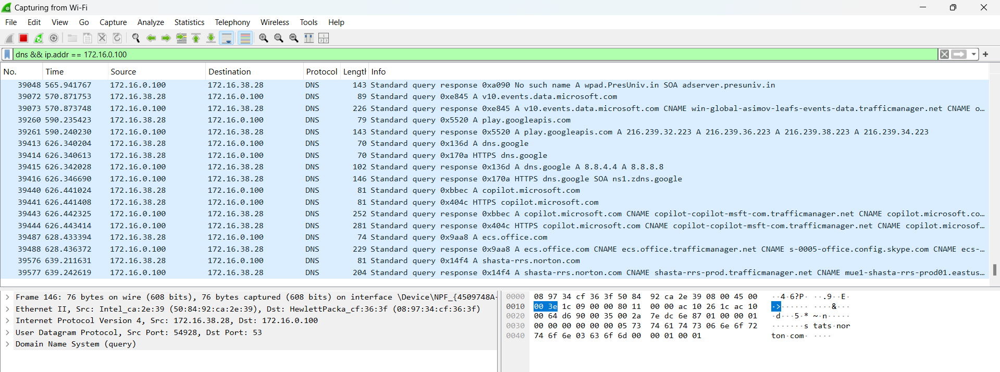 Capturing from Wi-Fi
File Edit View Go Capture Analyze Statistics Telephony Wireless Tools Help
dns && ip.addr == 172.16.0.100
No. Time Source Destination Protocol Length Info
39048 565.941767 172.16.0.100 172.16.38.28 DNS 143 Standard query response 0xa090 No such name A wpad.PresUniv.in SOA adserver.presuniv.in
39072 570.871753 172.16.38.28 172.16.0.100 DNS 89 Standard query 0xe845 A v10.events.data.microsoft.com
39073 570.873748 172.16.0.100 172.16.38.28 DNS 226 Standard query response 0xe845 A v10.events.data.microsoft.com CNAME win-global-asimov-leafs-events-data.trafficmanager.net CNAME o…
39260 590.235423 172.16.38.28 172.16.0.100 DNS 79 Standard query 0x5520 A play.googleapis.com
39261 590.240230 172.16.0.100 172.16.38.28 DNS 143 Standard query response 0x5520 A play.googleapis.com A 216.239.32.223 A 216.239.36.223 A 216.239.38.223 A 216.239.34.223
39413 626.340204 172.16.38.28 172.16.0.100 DNS 70 Standard query 0x136d A dns.google
39414 626.340613 172.16.38.28 172.16.0.100 DNS 70 Standard query 0x170a HTTPS dns.google
39415 626.342028 172.16.0.100 172.16.38.28 DNS 102 Standard query response 0x136d A dns.google A 8.8.4.4 A 8.8.8.8
39416 626.346690 172.16.0.100 172.16.38.28 DNS 146 Standard query response 0x170a HTTPS dns.google SOA ns1.zdns.google
39440 626.441024 172.16.38.28 172.16.0.100 DNS 81 Standard query 0xbbec A copilot.microsoft.com
39441 626.441408 172.16.38.28 172.16.0.100 DNS 81 Standard query 0x404c HTTPS copilot.microsoft.com
39443 626.442325 172.16.0.100 172.16.38.28 DNS 252 Standard query response 0xbbec A copilot.microsoft.com CNAME copilot-copilot-msft-com.trafficmanager.net CNAME copilot.microsoft.co…
39444 626.443414 172.16.0.100 172.16.38.28 DNS 281 Standard query response 0x404c HTTPS copilot.microsoft.com CNAME copilot-copilot-msft-com.trafficmanager.net CNAME copilot.microsof…
39487 628.433394 172.16.38.28 172.16.0.100 DNS 74 Standard query 0x9aa8 A ecs.office.com
39488 628.436372 172.16.0.100 172.16.38.28 DNS 229 Standard query response 0x9aa8 A ecs.office.com CNAME ecs.office.trafficmanager.net CNAME s-0005-office.config.skype.com CNAME ecs-…
39576 639.211631 172.16.38.28 172.16.0.100 DNS 81 Standard query 0x14f4 A shasta-rrs.norton.com
39577 639.242619 172.16.0.100 172.16.38.28 DNS 204 Standard query response 0x14f4 A shasta-rrs.norton.com CNAME shasta-rrs-prod.trafficmanager.net CNAME mue1-shasta-rrs-prod01.eastus…
Frame 146: 76 bytes on wire (608 bits), 76 bytes captured (608 bits) on interface \Device\NPF_{4509748A-
Ethernet II, Src: Intel_ca:2e:39 (50:84:92:ca:2e:39), Dst: HewlettPacka_cf:36:3f (08:97:34:cf:36:3f)
Internet Protocol Version 4, Src: 172.16.38.28, Dst: 172.16.0.100
User Datagram Protocol, Src Port: 54928, Dst Port: 53
Domain Name System (query)
0000 08 97 34 cf 36 3f 50 84 92 ca 2e 39 08 00 45 00 ··4·6?P· ···9··E·
0010 00 3e 1c 09 00 00 80 11 00 00 ac 10 26 1c ac 10 ·>······ ····&···
0020 00 64 d6 90 00 35 00 2a 7e dc 6e 87 01 00 00 01 ·d···5·* ~·n·····
0030 00 00 00 00 00 00 05 73 74 61 74 73 06 6e 6f 72 ·······s tats·nor
0040 74 6f 6e 03 63 6f 6d 00 00 01 00 01 ton·com· ····